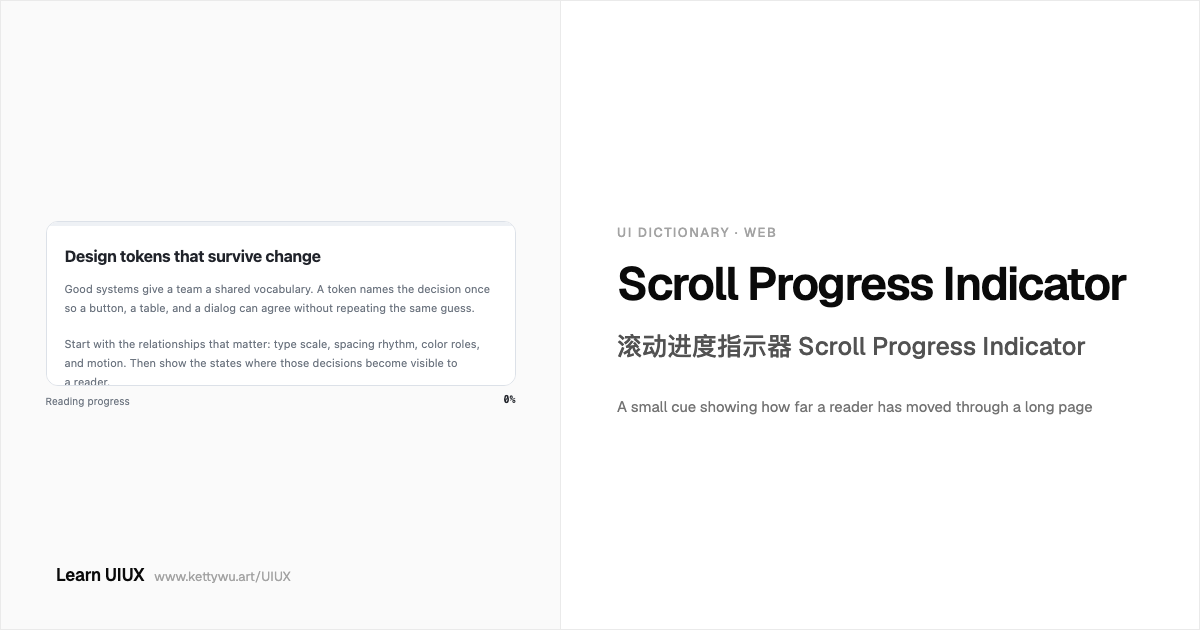 Design tokens that survive change
Good systems give a team a shared vocabulary. A token names the decision once
so a button, a table, and a dialog can agree without repeating the same guess.
Start with the relationships that matter: type scale, spacing rhythm, color roles,
and motion. Then show the states where those decisions become visible to
a reader.
Reading progress
0%
Learn UIUX www.kettywu.art/UIUX
UI DICTIONARY · WEB
Scroll Progress Indicator
滚动进度指示器 Scroll Progress Indicator
A small cue showing how far a reader has moved through a long page